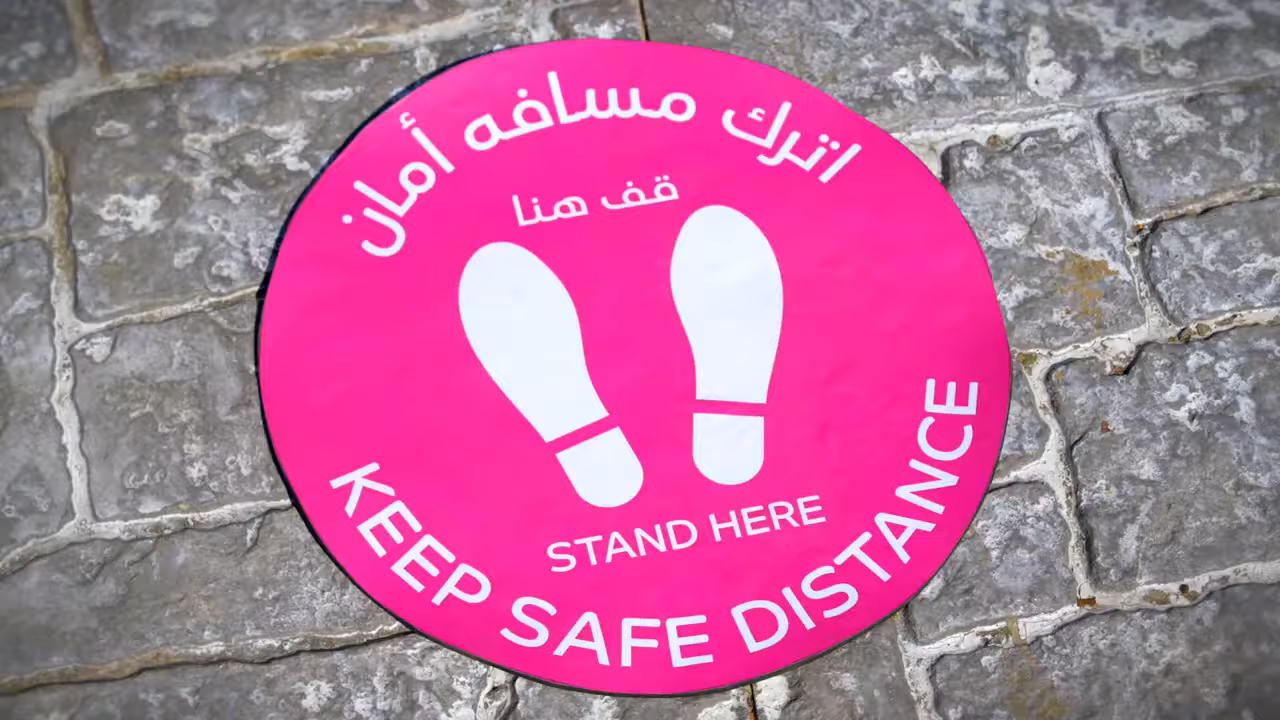 اترك مسافه أمان
قف هنا
STAND HERE
KEEP SAFE DISTANCE